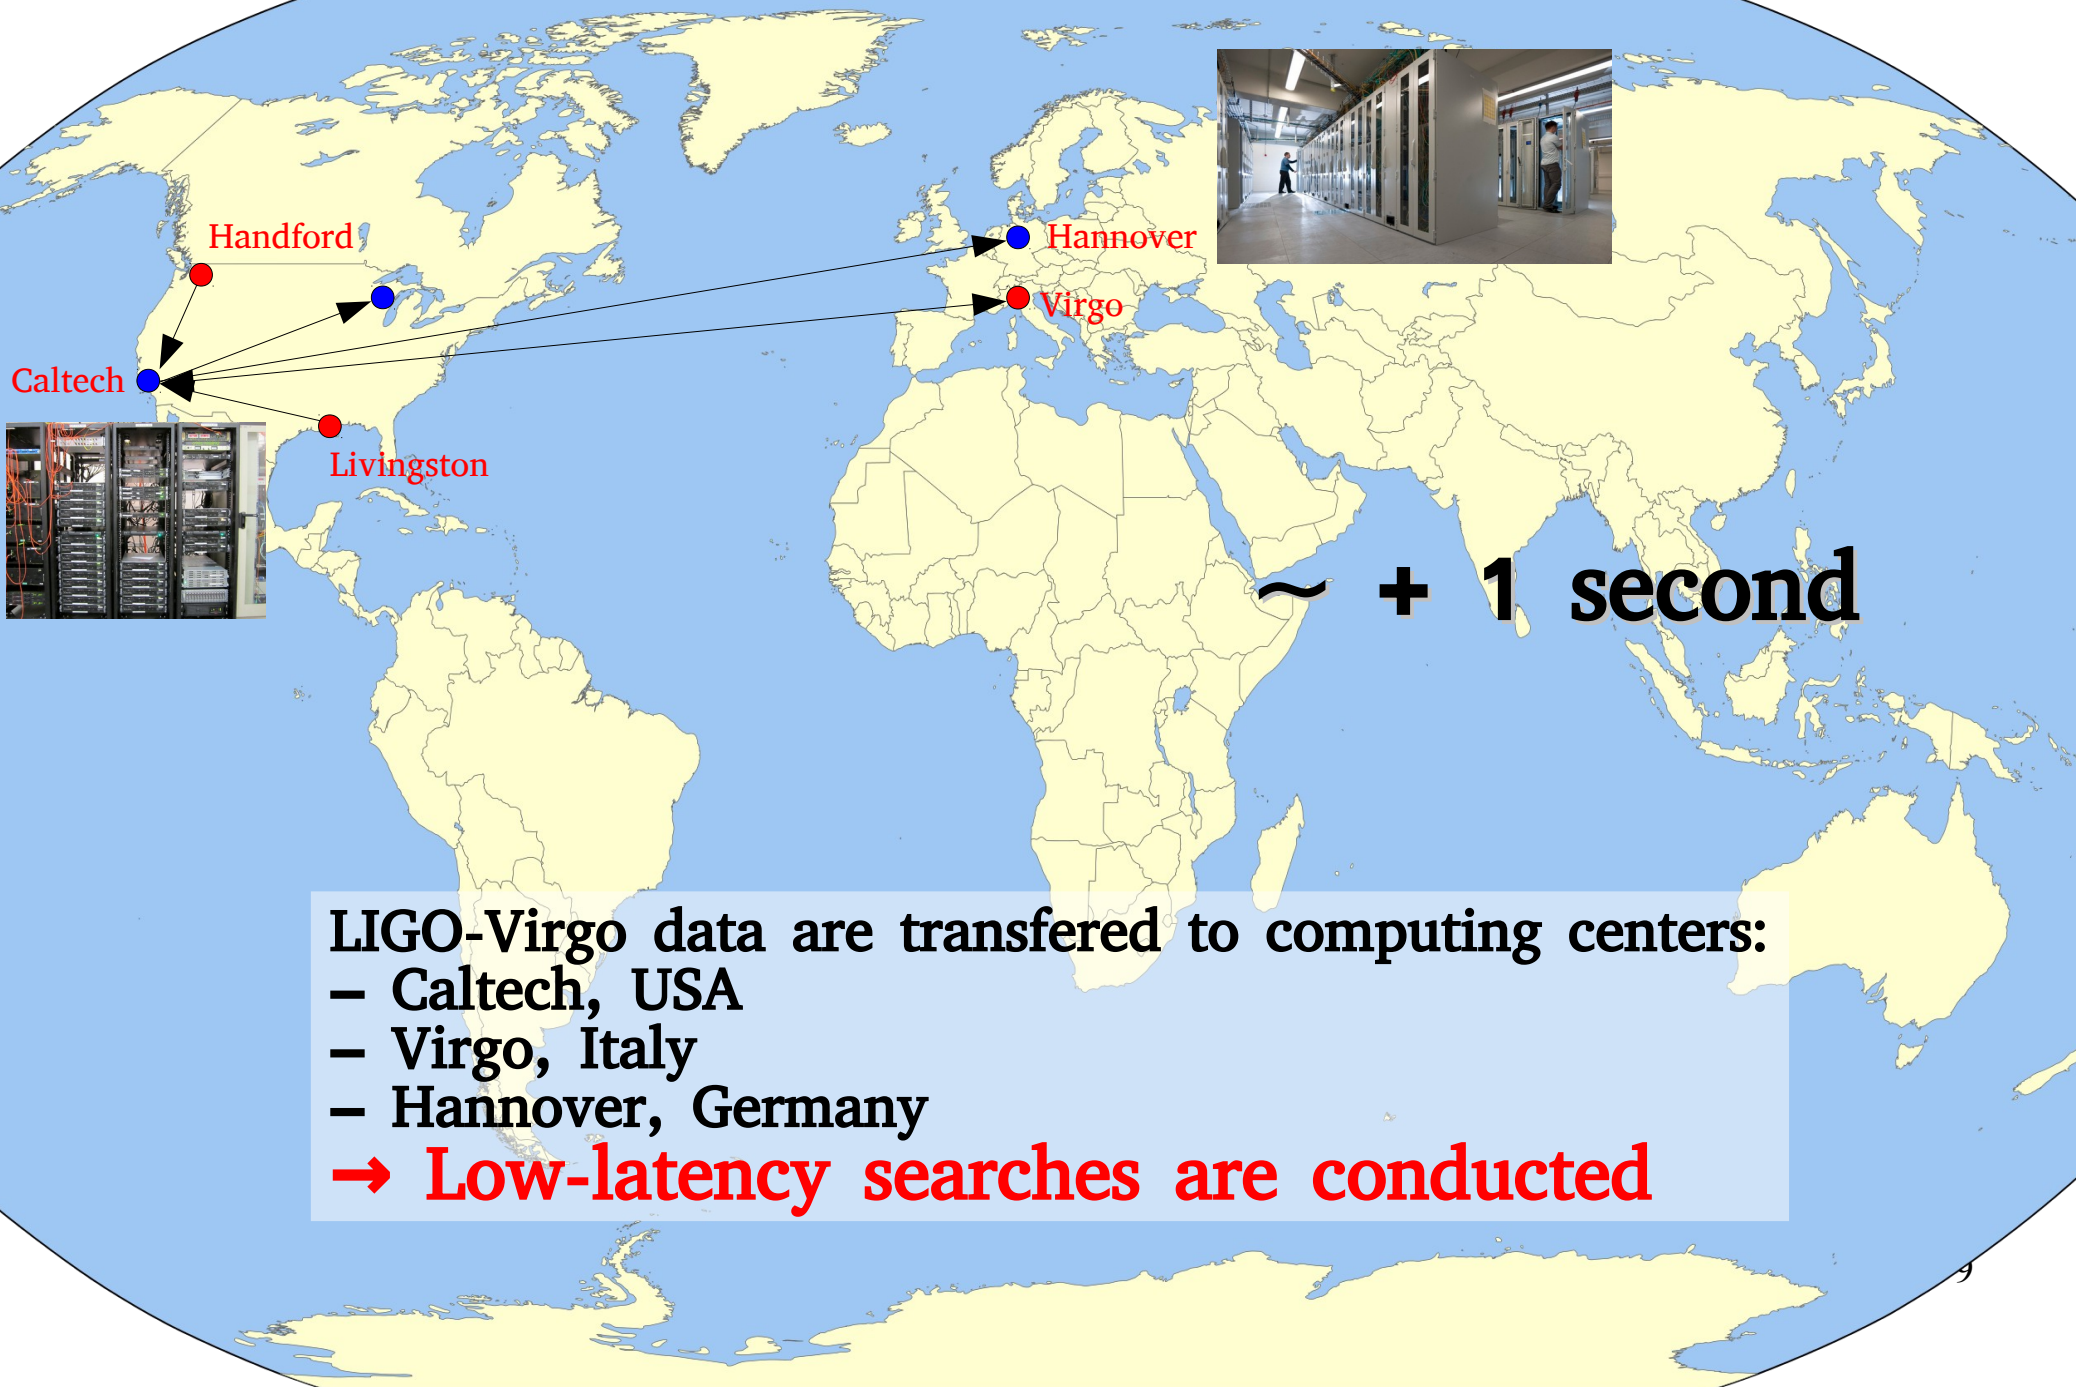 Handford
Hannover
Virgo
Caltech
Livingston
~ + 1 second
LIGO-Virgo data are transfered to computing centers:
– Caltech, USA
– Virgo, Italy
– Hannover, Germany
→ Low-latency searches are conducted
9